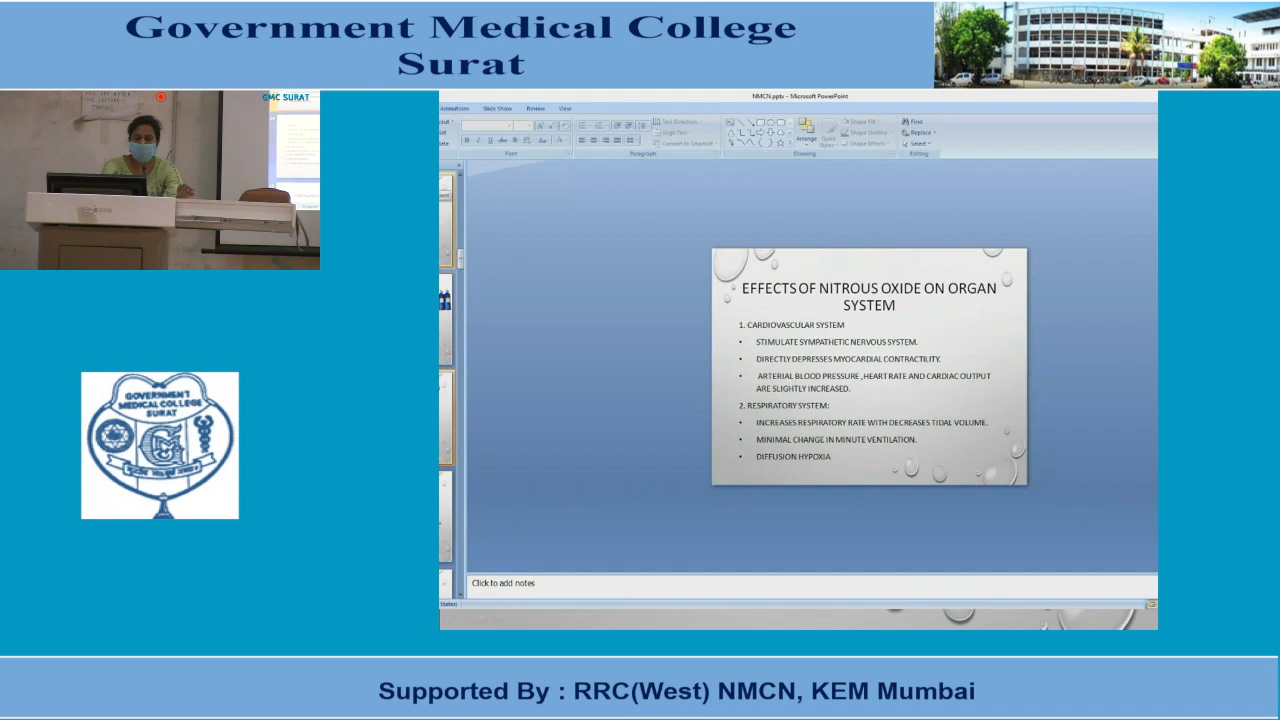 Government Medical College
Surat
GMC SURAT
NMCN.pptx - Microsoft PowerPoint
Animations Slide Show Review View
Text Direction
Align Text
Convert to SmartArt
Arrange
Quick
Styles
Shape Fill
Shape Outline
Shape Effects
Find
Replace
Select
Font Paragraph Drawing Editing
EFFECTS OF NITROUS OXIDE ON ORGAN
SYSTEM
1. CARDIOVASCULAR SYSTEM
• STIMULATE SYMPATHETIC NERVOUS SYSTEM.
• DIRECTLY DEPRESSES MYOCARDIAL CONTRACTILITY.
• ARTERIAL BLOOD PRESSURE ,HEART RATE AND CARDIAC OUTPUT
ARE SLIGHTLY INCREASED.
2. RESPIRATORY SYSTEM:
• INCREASES RESPIRATORY RATE WITH DECREASES TIDAL VOLUME.
• MINIMAL CHANGE IN MINUTE VENTILATION.
• DIFFUSION HYPOXIA
GOVERNMENT
MEDICAL COLLEGE
SURAT
Click to add notes
States)
Supported By : RRC(West) NMCN, KEM Mumbai